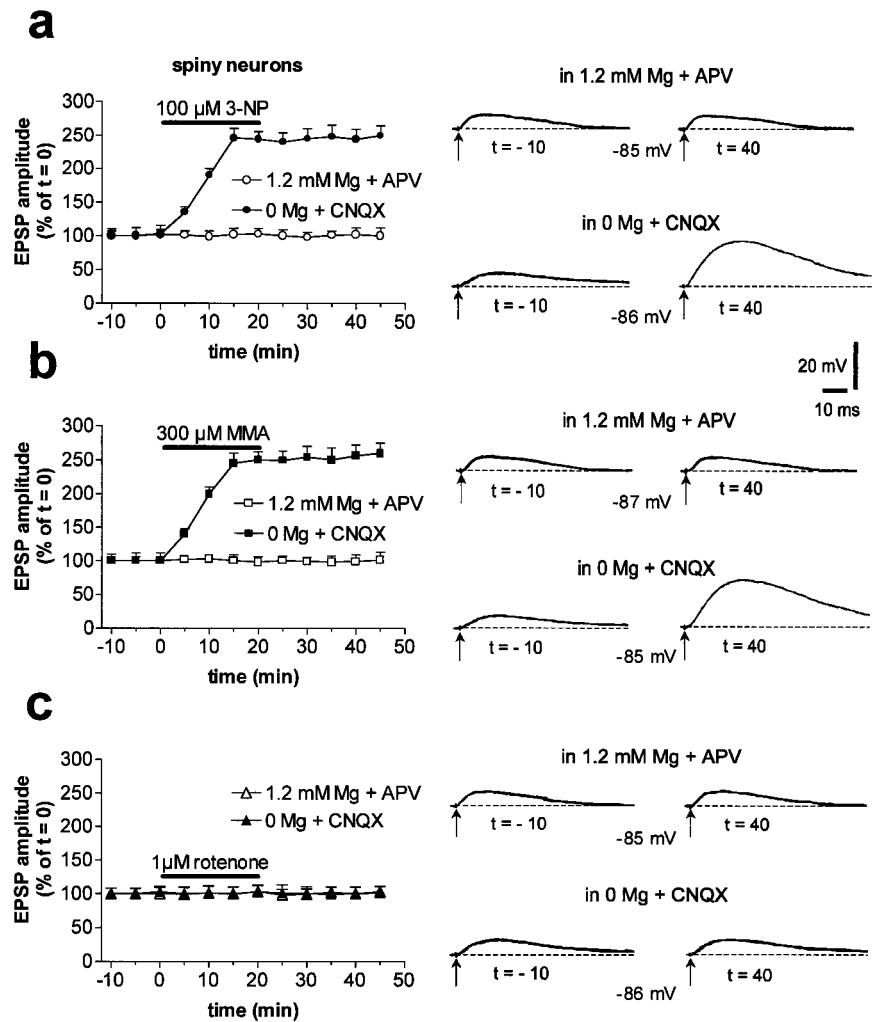 a
spiny neurons
EPSP amplitude
(% of t = 0)
300
250
200
150
100
50
0
100 µM 3-NP
1.2 mM Mg + APV
0 Mg + CNQX
-10 0 10 20 30 40 50
time (min)
in 1.2 mM Mg + APV
t = - 10
-85 mV
t = 40
in 0 Mg + CNQX
t = - 10
-86 mV
t = 40
20 mV
10 ms
b
EPSP amplitude
(% of t = 0)
300
250
200
150
100
50
0
300 µM MMA
1.2 mM Mg + APV
0 Mg + CNQX
-10 0 10 20 30 40 50
time (min)
in 1.2 mM Mg + APV
t = - 10
-87 mV
t = 40
in 0 Mg + CNQX
t = - 10
-85 mV
t = 40
c
EPSP amplitude
(% of t = 0)
300
250
200
150
100
50
0
1.2 mM Mg + APV
0 Mg + CNQX
1µM rotenone
-10 0 10 20 30 40 50
time (min)
in 1.2 mM Mg + APV
t = - 10
-85 mV
t = 40
in 0 Mg + CNQX
t = - 10
-86 mV
t = 40